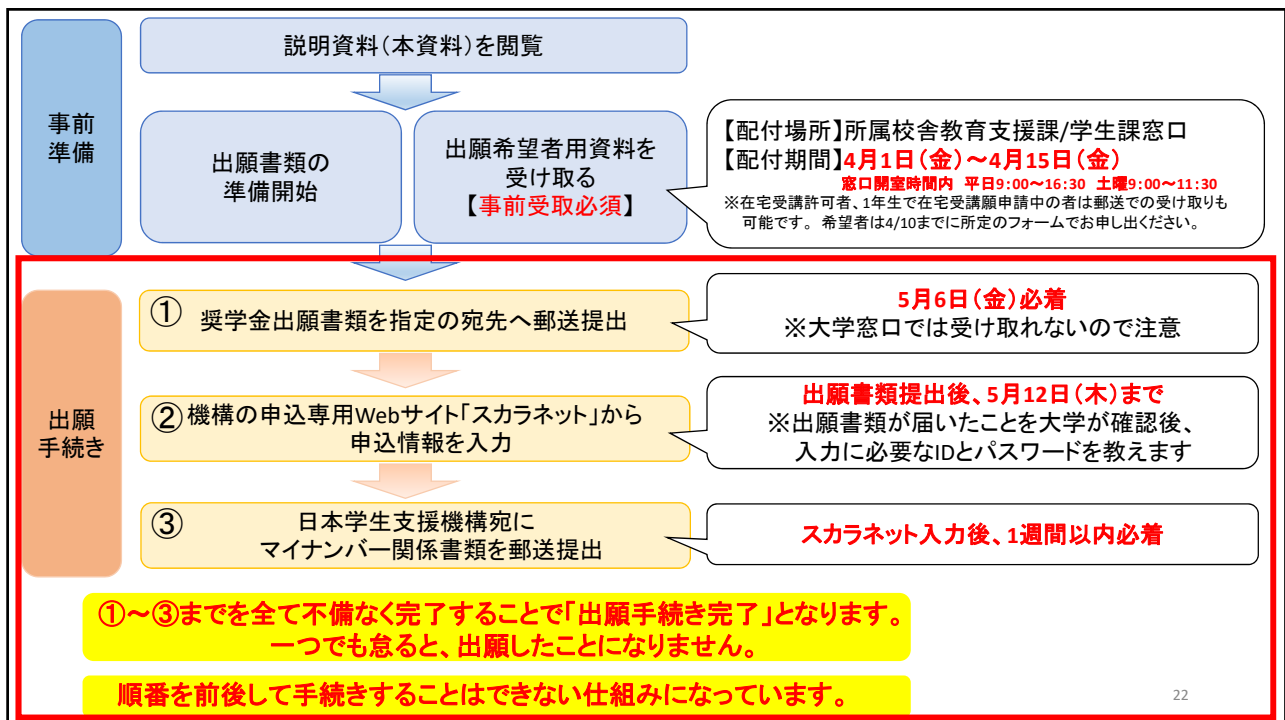 事前
準備
説明資料(本資料)を閲覧
出願書類の
準備開始
出願希望者用資料を
受け取る
【事前受取必須】
【配付場所】所属校舎教育支援課/学生課窓口
【配付期間】4月1日(金)～4月15日(金)
窓口開室時間内 平日9:00～16:30 土曜9:00～11:30
※在宅受講許可者、1年生で在宅受講願申請中の者は郵送での受け取りも
可能です。 希望者は4/10までに所定のフォームでお申し出ください。
出願
手続き
① 奨学金出願書類を指定の宛先へ郵送提出
5月6日(金)必着
※大学窓口では受け取れないので注意
②機構の申込専用Webサイト「スカラネット」から
申込情報を入力
出願書類提出後、5月12日(木)まで
※出願書類が届いたことを大学が確認後、
入力に必要なIDとパスワードを教えます
③ 日本学生支援機構宛に
マイナンバー関係書類を郵送提出
スカラネット入力後、1週間以内必着
①～③までを全て不備なく完了することで「出願手続き完了」となります。
一つでも怠ると、出願したことになりません。
順番を前後して手続きすることはできない仕組みになっています。
22